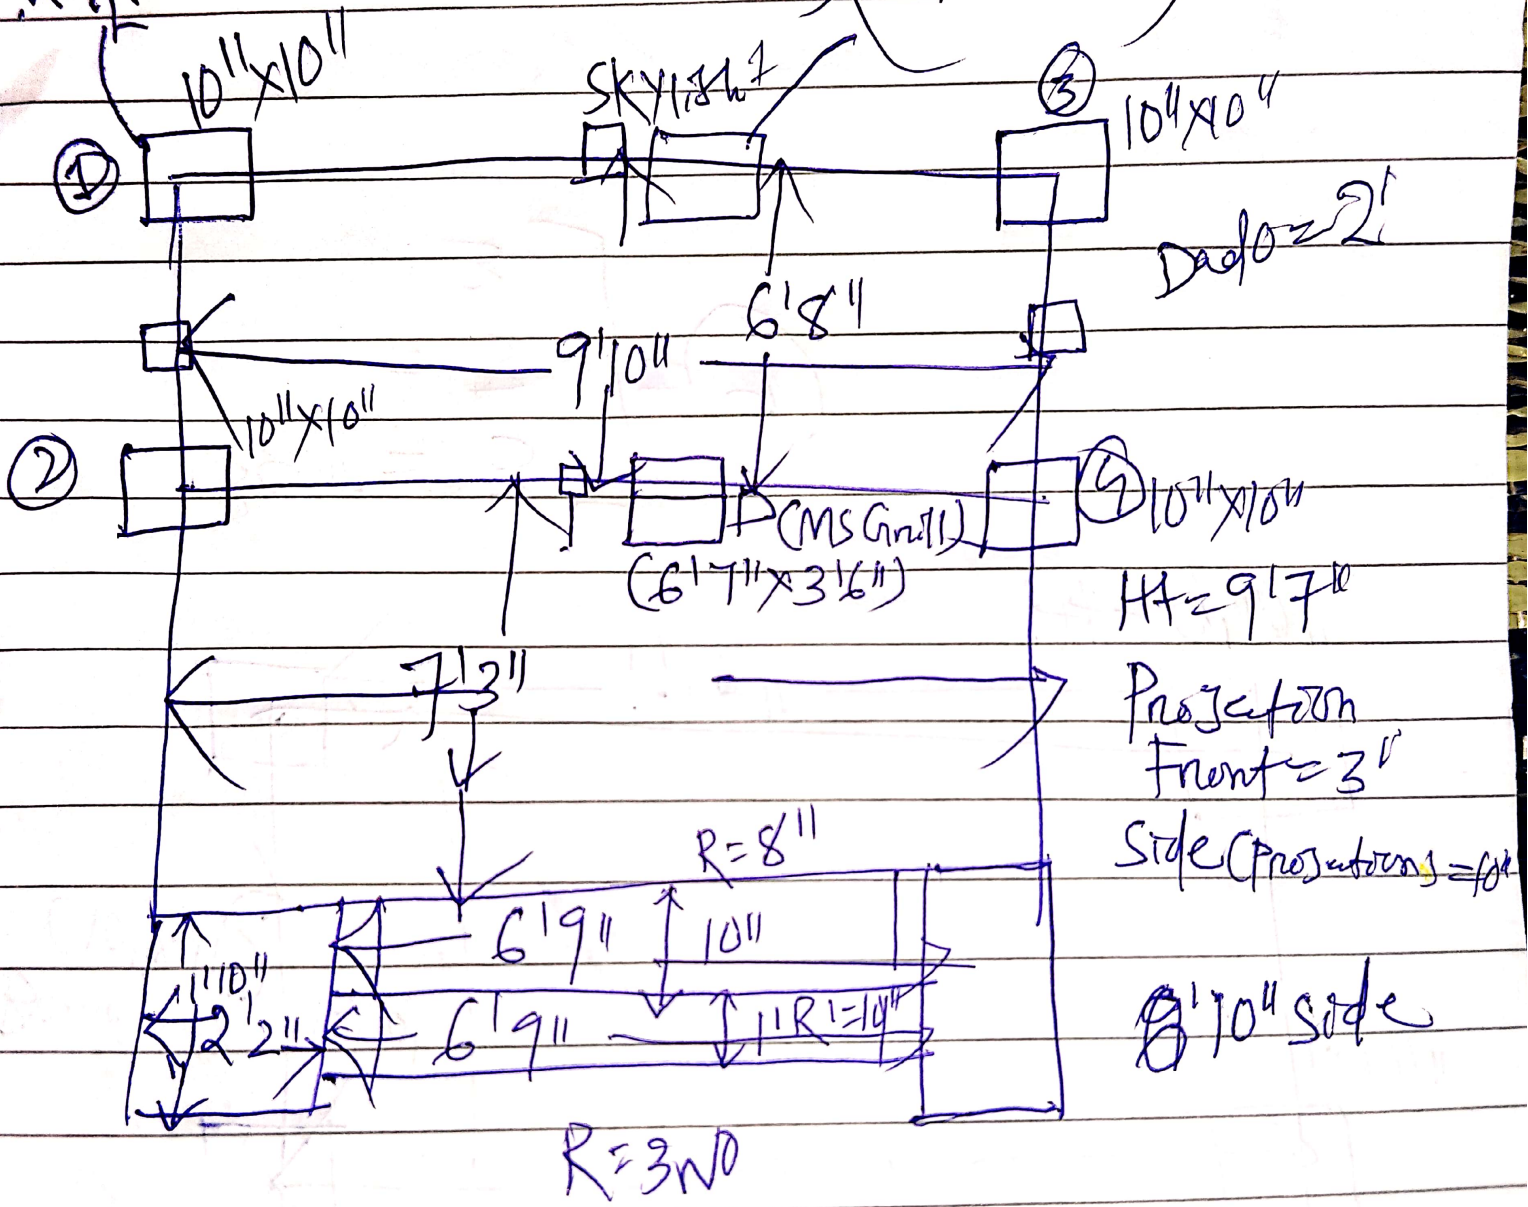 10"X10"
SKYlight
③
10"X10"
①
Dado=2'
6'8"
9'10"
10"X10"
②
④
10"X10"
D(MS Grill)
(6'7"X3'6")
Ht=9'7"
7'3"
Projection
Front=3"
R=8"
Side(Projections)=10"
6'9"
10"
1'10"
2'2"
6'9"
1'
8'10" side
R=3NO